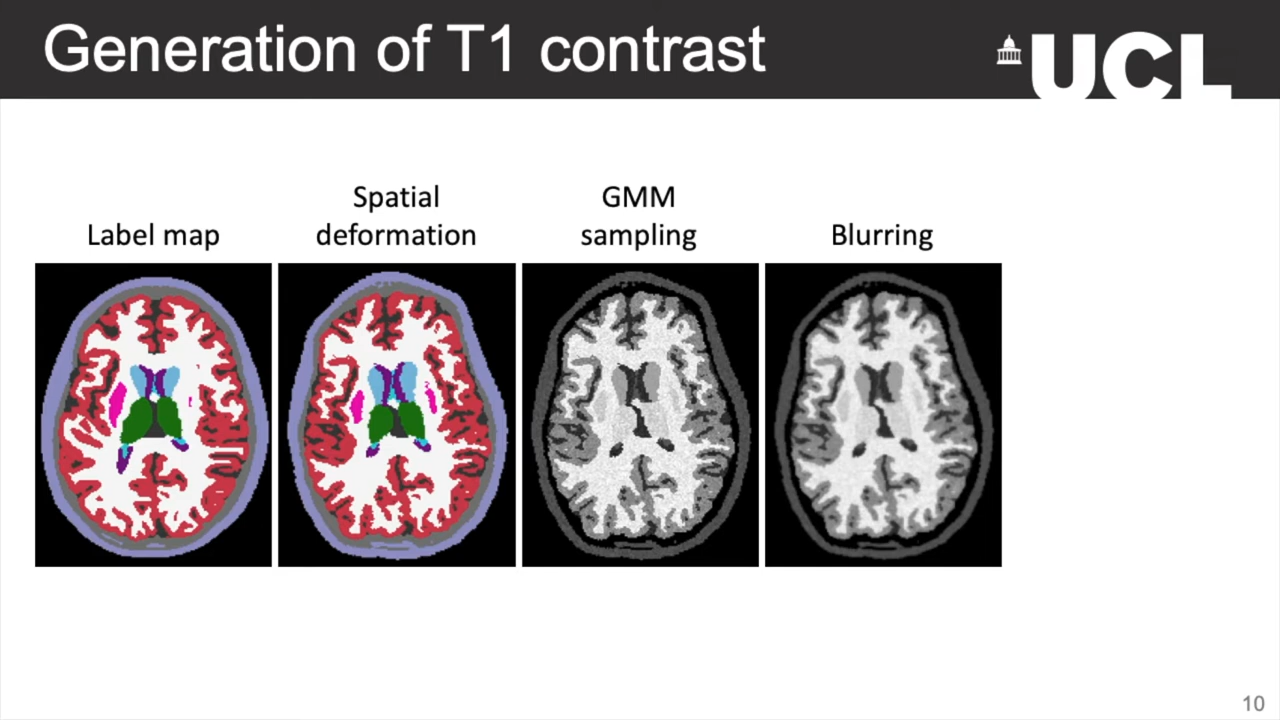 Generation of T1 contrast
UCL
Label map
Spatial
deformation
GMM
sampling
Blurring
10